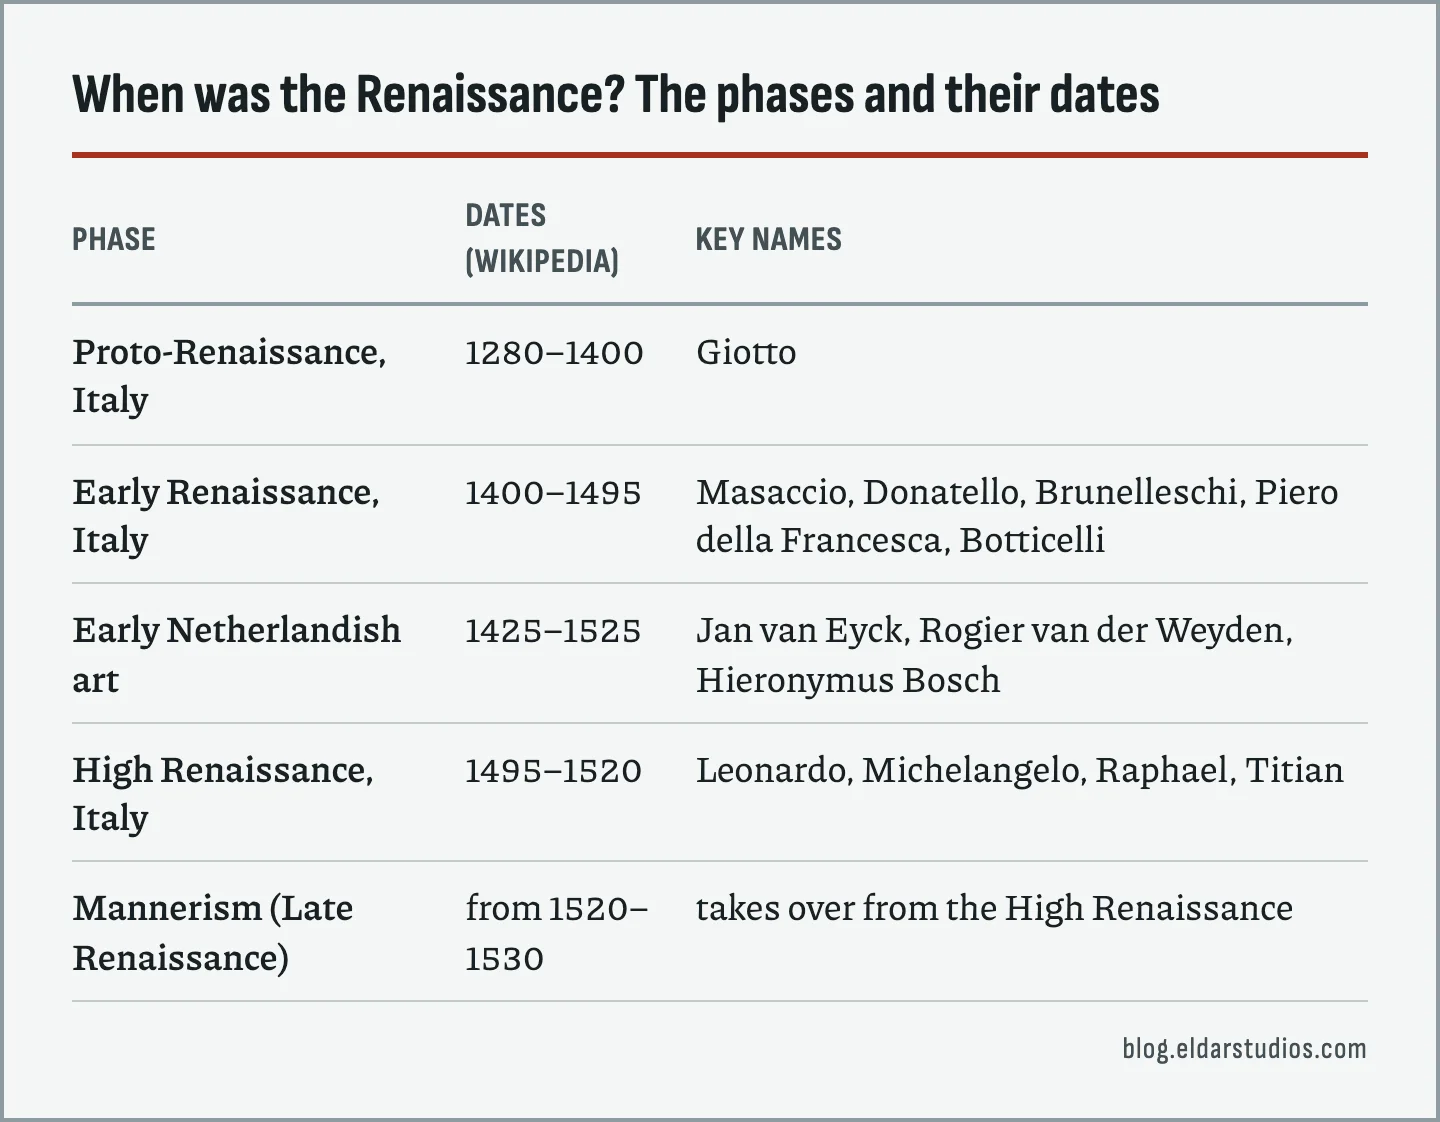 When was the Renaissance? The phases and their dates
PHASE
DATES
(WIKIPEDIA)
KEY NAMES
Proto-Renaissance,
Italy
1280–1400
Giotto
Early Renaissance,
Italy
1400–1495
Masaccio, Donatello, Brunelleschi, Piero
della Francesca, Botticelli
Early Netherlandish
art
1425–1525
Jan van Eyck, Rogier van der Weyden,
Hieronymus Bosch
High Renaissance,
Italy
1495–1520
Leonardo, Michelangelo, Raphael, Titian
Mannerism (Late
Renaissance)
from 1520–
1530
takes over from the High Renaissance
blog.eldarstudios.com